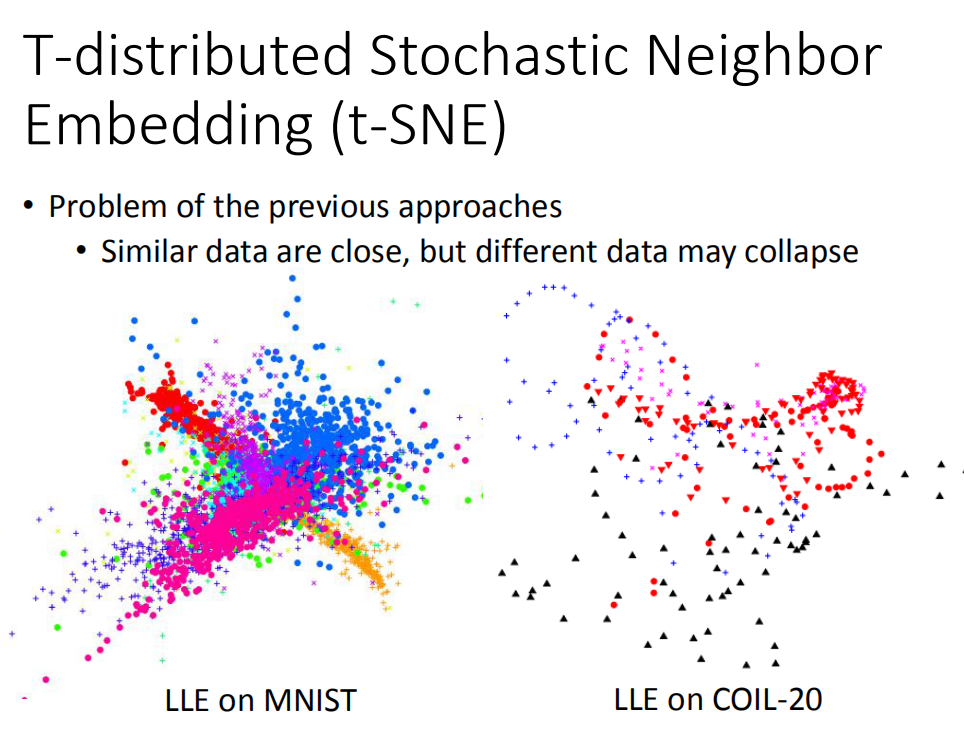 T-distributed Stochastic Neighbor
Embedding (t-SNE)
• Problem of the previous approaches
• Similar data are close, but different data may collapse
LLE on MNIST
LLE on COIL-20